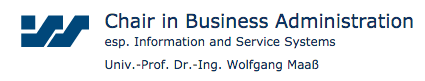 Chair in Business Administration
esp. Information and Service Systems
Univ.-Prof. Dr.-Ing. Wolfgang Maaß